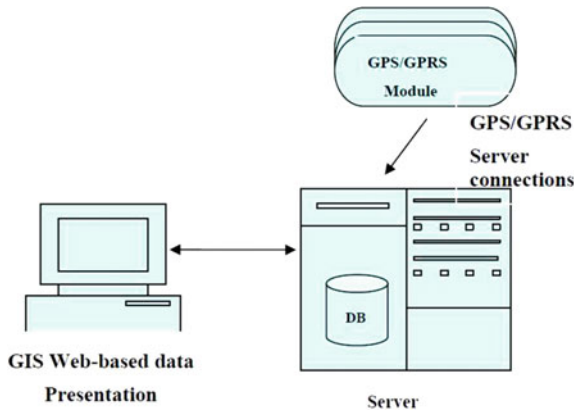 GPS/GPRS
Module
GPS/GPRS
Server
connections
DB
GIS Web-based data
Presentation
Server